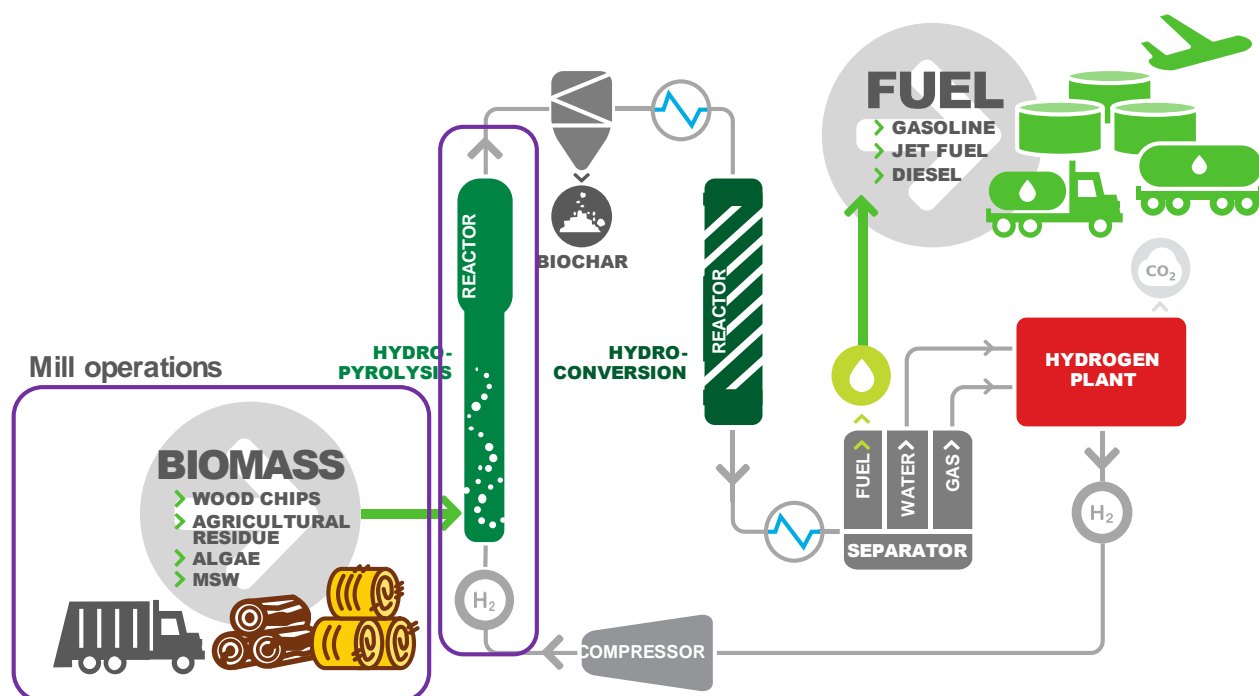 FUEL
GASOLINE
JET FUEL
DIESEL
REACTOR
BIOCHAR
REACTOR
CO₂
HYDRO-
PYROLYSIS
HYDRO-
CONVERSION
HYDROGEN
PLANT
Mill operations
BIOMASS
WOOD CHIPS
AGRICULTURAL
RESIDUE
ALGAE
MSW
FUEL
WATER
GAS
SEPARATOR
H₂
H₂
COMPRESSOR